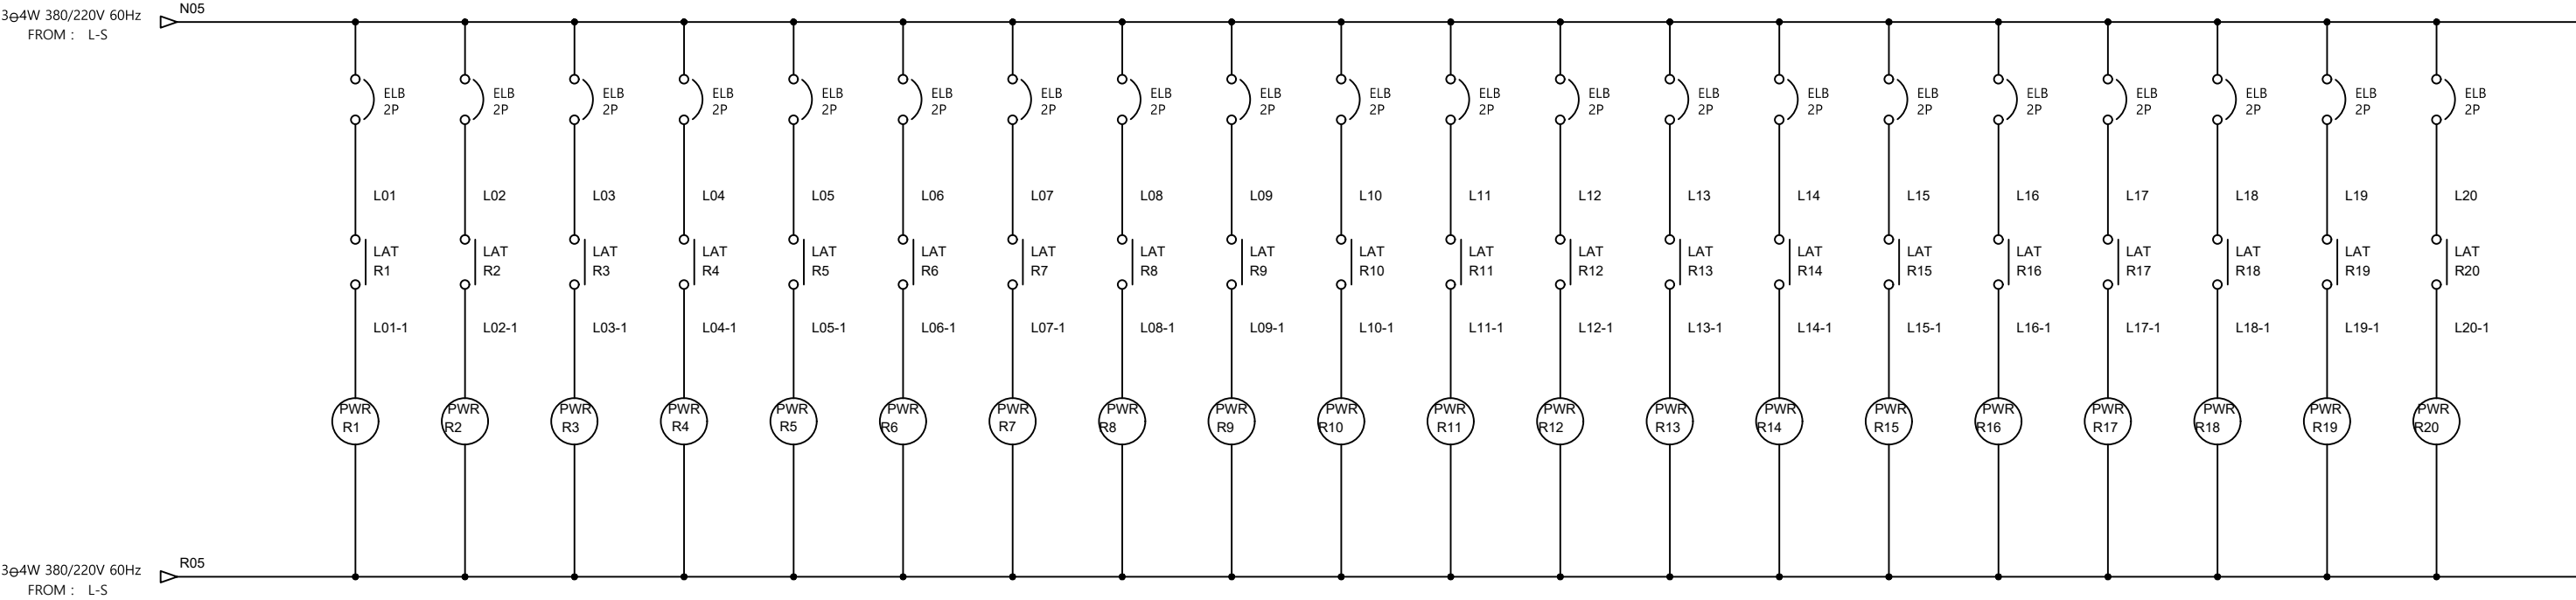 N05
3⌀4W 380/220V 60Hz
FROM : L-S
ELB ELB ELB ELB ELB ELB ELB ELB ELB ELB ELB ELB ELB ELB ELB ELB ELB ELB ELB ELB
2P 2P 2P 2P 2P 2P 2P 2P 2P 2P 2P 2P 2P 2P 2P 2P 2P 2P 2P 2P
L01 L02 L03 L04 L05 L06 L07 L08 L09 L10 L11 L12 L13 L14 L15 L16 L17 L18 L19 L20
LAT LAT LAT LAT LAT LAT LAT LAT LAT LAT LAT LAT LAT LAT LAT LAT LAT LAT LAT LAT
R1 R2 R3 R4 R5 R6 R7 R8 R9 R10 R11 R12 R13 R14 R15 R16 R17 R18 R19 R20
L01-1 L02-1 L03-1 L04-1 L05-1 L06-1 L07-1 L08-1 L09-1 L10-1 L11-1 L12-1 L13-1 L14-1 L15-1 L16-1 L17-1 L18-1 L19-1 L20-1
PWR PWR PWR PWR PWR PWR PWR PWR PWR PWR PWR PWR PWR PWR PWR PWR PWR PWR PWR PWR
R1 R2 R3 R4 R5 R6 R7 R8 R9 R10 R11 R12 R13 R14 R15 R16 R17 R18 R19 R20
R05
3⌀4W 380/220V 60Hz
FROM : L-S